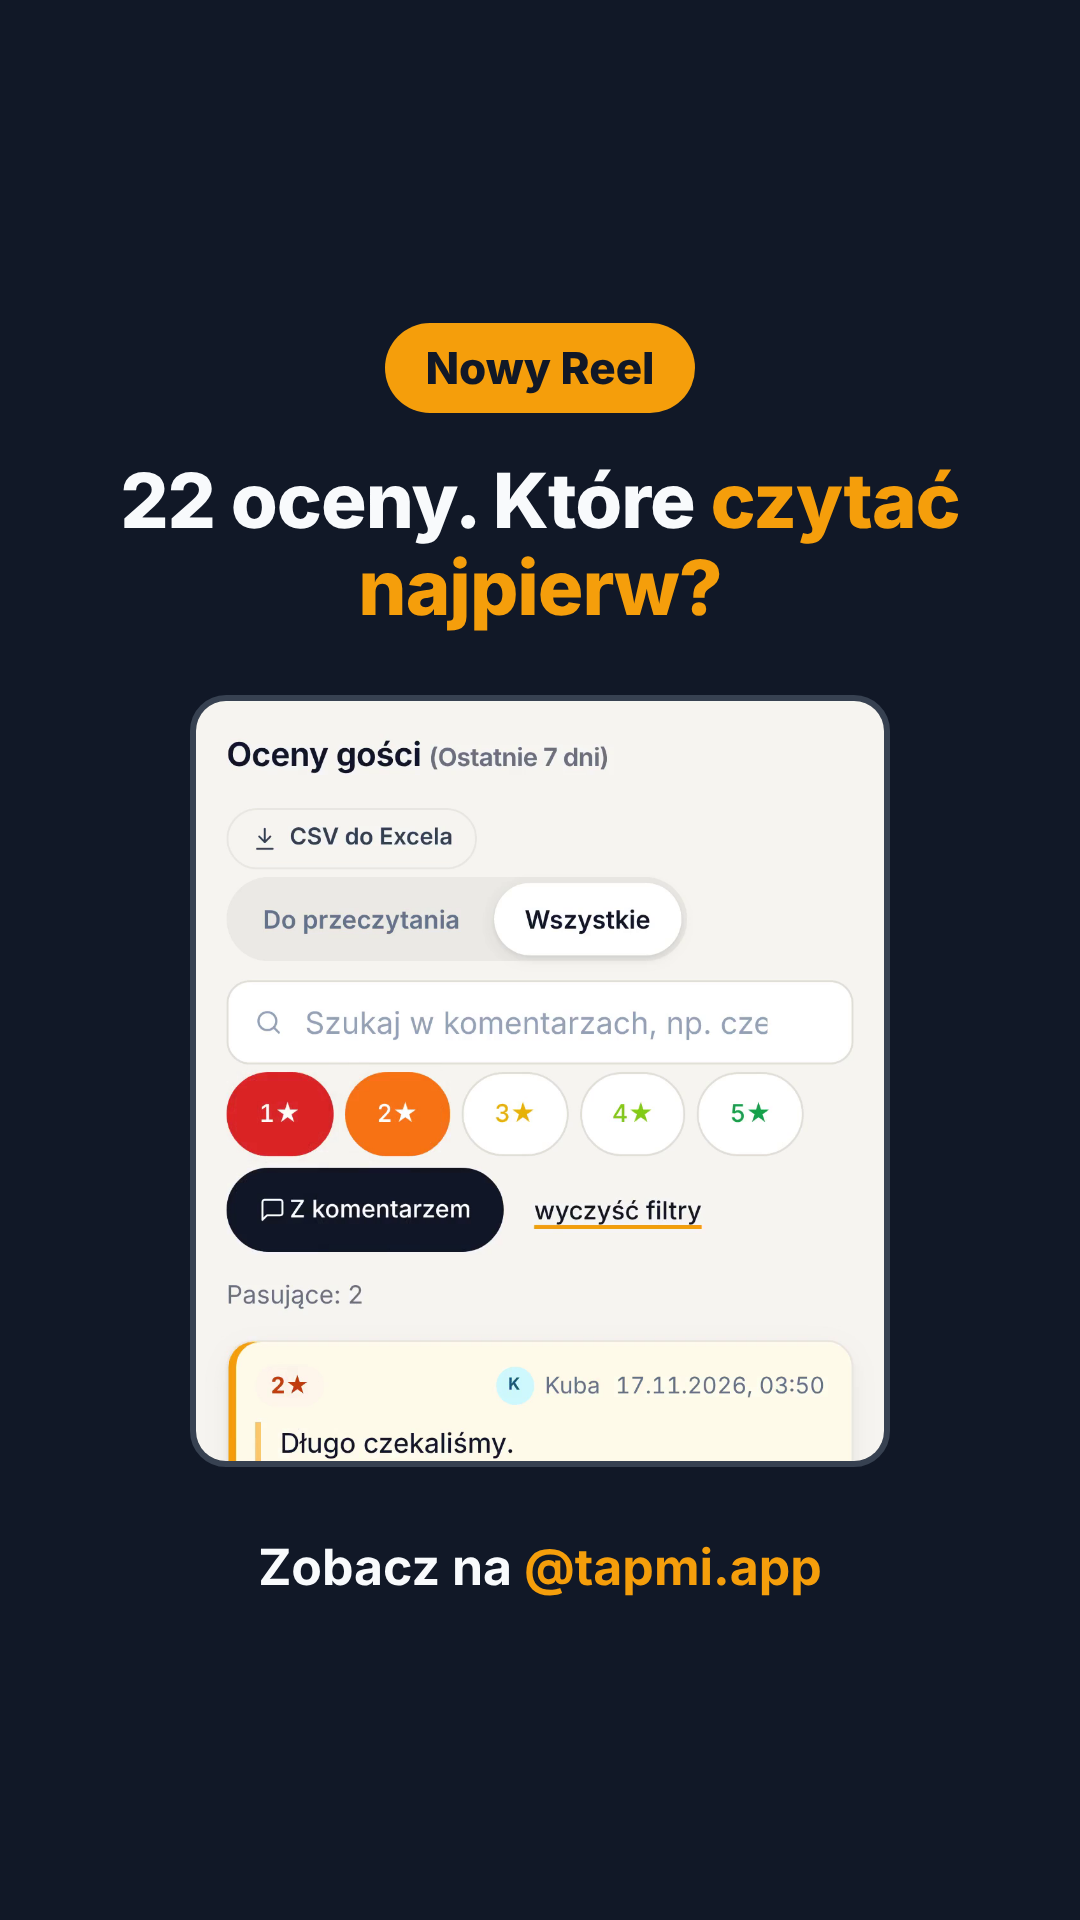 Nowy Reel
22 oceny. Które czytać
najpierw?
Oceny gości (Ostatnie 7 dni)
CSV do Excela
Do przeczytania Wszystkie
Szukaj w komentarzach, np. cze
1★ 2★ 3★ 4★ 5★
Z komentarzem wyczyść filtry
Pasujące: 2
2★ K Kuba 17.11.2026, 03:50
Długo czekaliśmy.
Zobacz na @tapmi.app